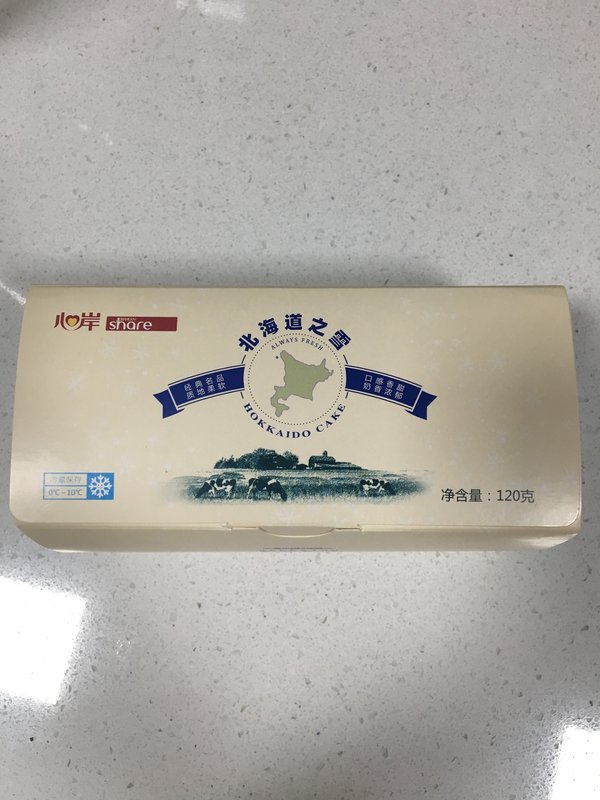 心岸
share
北海道之雪
ALWAYS FRESH
经典名品
质地柔软
口感香甜
奶香浓郁
HOKKAIDO CAKE
冷藏保存
0℃~10℃
净含量：120克